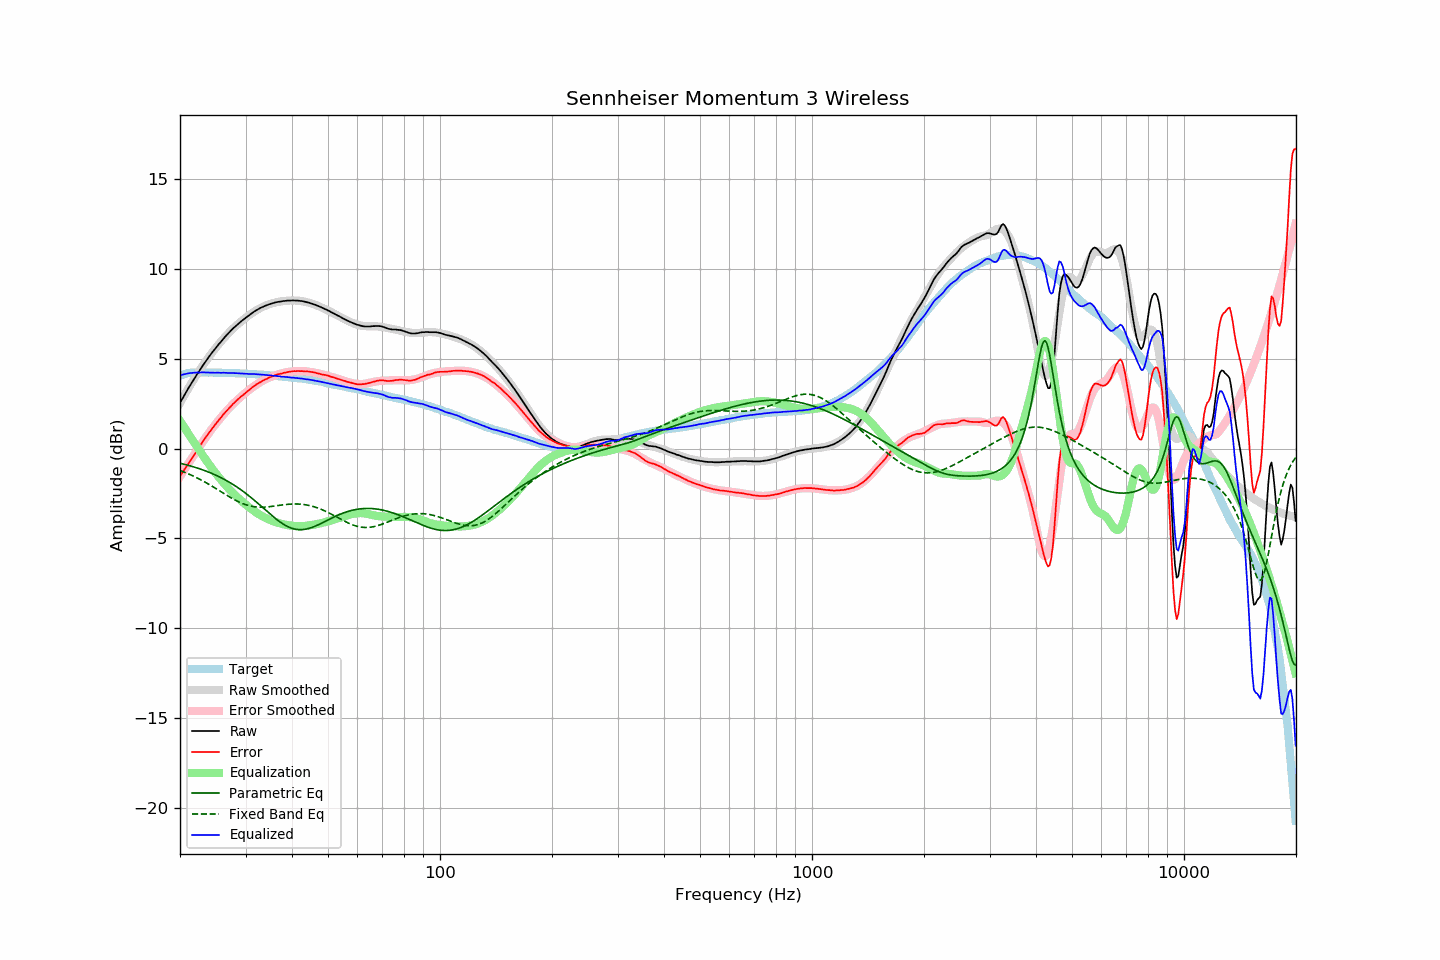 Sennheiser Momentum 3 Wireless
Amplitude (dBr)
15
10
5
0
−5
−10
−15
−20
Target
Raw Smoothed
Error Smoothed
Raw
Error
Equalization
Parametric Eq
Fixed Band Eq
Equalized
100
1000
10000
Frequency (Hz)